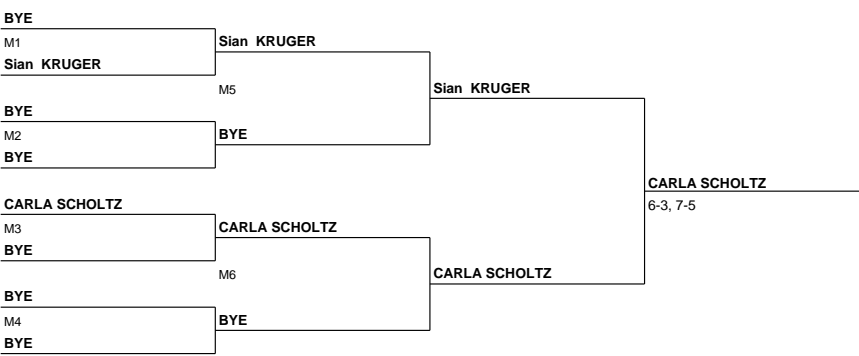 BYE
M1
Sian KRUGER
Sian KRUGER
M5
BYE
M2
BYE
BYE
Sian KRUGER
CARLA SCHOLTZ
M3
BYE
CARLA SCHOLTZ
M6
BYE
M4
BYE
BYE
CARLA SCHOLTZ
CARLA SCHOLTZ
6-3, 7-5